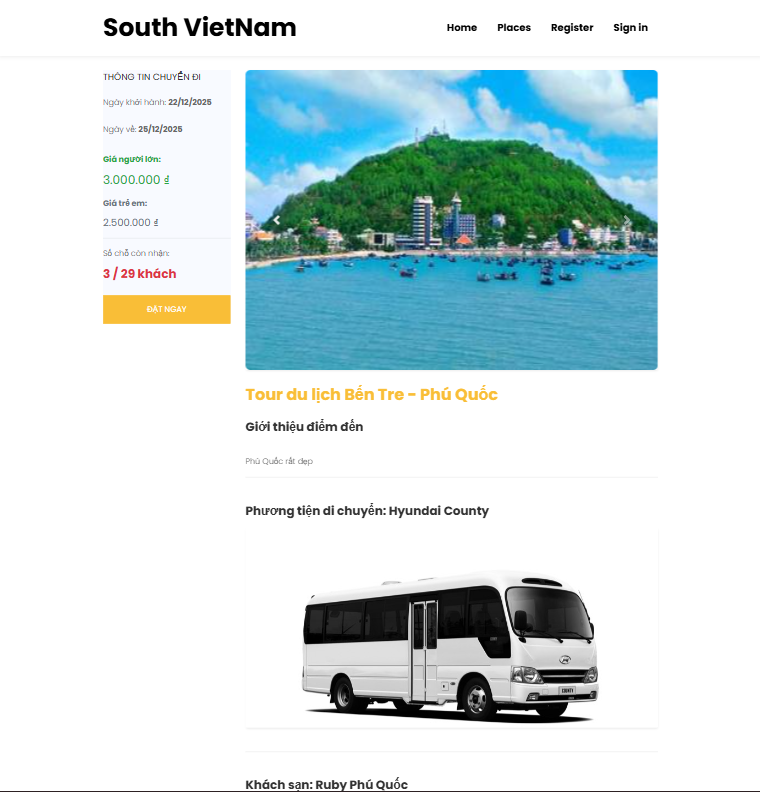 South VietNam
Home Places Register Sign in
THÔNG TIN CHUYẾN ĐI
Ngày khởi hành: 22/12/2025
Ngày về: 25/12/2025
Giá người lớn:
3.000.000 ₫
Giá trẻ em:
2.500.000 ₫
Số chỗ còn nhận:
3 / 29 khách
ĐẶT NGAY
Tour du lịch Bến Tre - Phú Quốc
Giới thiệu điểm đến
Phú Quốc rất đẹp
Phương tiện di chuyển: Hyundai County
COUNTY
Khách sạn: Ruby Phú Quốc